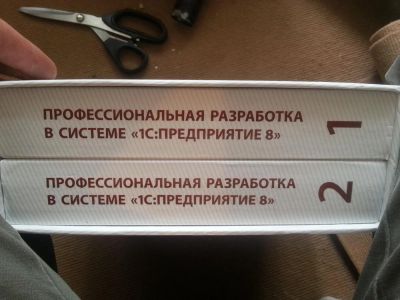 ПРОФЕССИОНАЛЬНАЯ РАЗРАБОТКА
В СИСТЕМЕ «1С:ПРЕДПРИЯТИЕ 8»
1
ПРОФЕССИОНАЛЬНАЯ РАЗРАБОТКА
В СИСТЕМЕ «1С:ПРЕДПРИЯТИЕ 8»
2